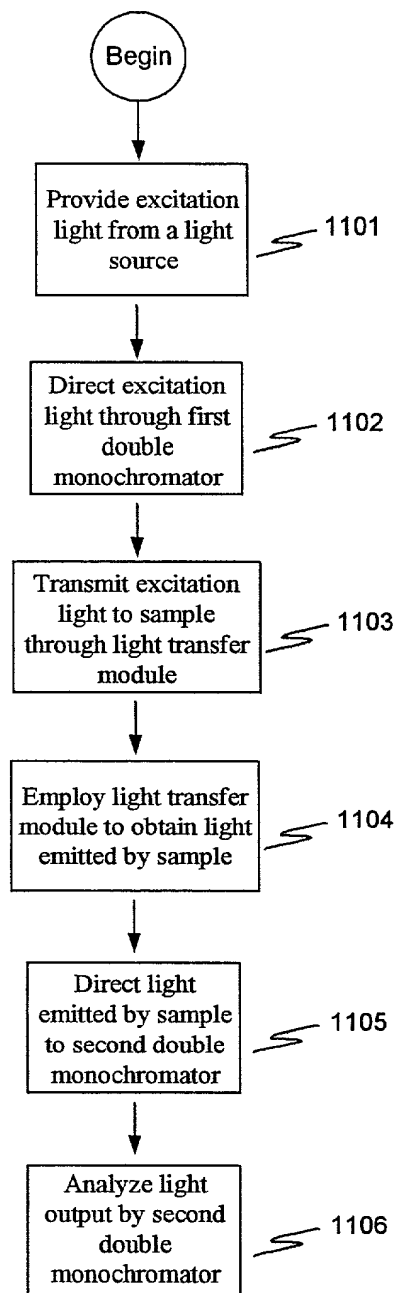 Begin
Provide excitation
light from a light
source
1101
Direct excitation
light through first
double
monochromator
1102
Transmit excitation
light to sample
through light transfer
module
1103
Employ light transfer
module to obtain light
emitted by sample
1104
Direct light
emitted by sample
to second double
monochromator
1105
Analyze light
output by second
double
monochromator
1106